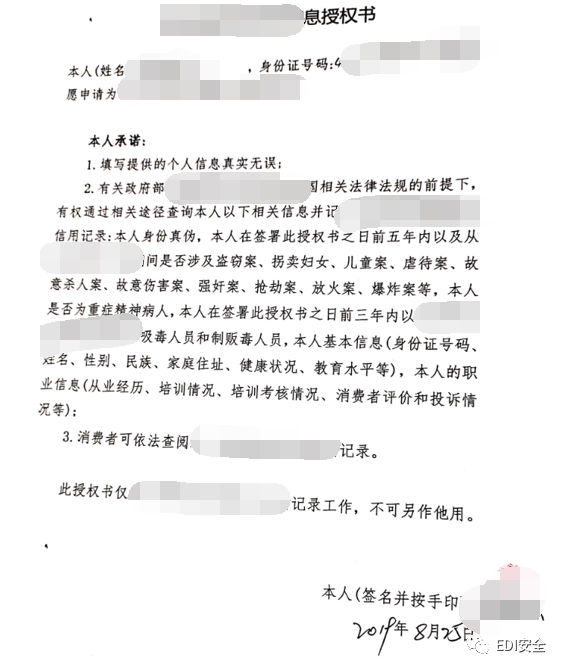 息授权书
本人(姓名 ，身份证号码:4
愿申请为
本人承诺：
1. 填写提供的个人信息真实无误；
2. 有关政府部 国相关法律法规的前提下，
有权通过相关途径查询本人以下相关信息并记
信用记录：本人身份真伪，本人在签署此授权书之日前五年内以及从
间是否涉及盗窃案、拐卖妇女、儿童案、虐待案、故
意杀人案、故意伤害案、强奸案、抢劫案、放火案、爆炸案等，本人
是否为重症精神病人，本人在签署此授权书之日前三年内以
吸毒人员和制贩毒人员，本人基本信息(身份证号码、
姓名、性别、民族、家庭住址、健康状况、教育水平等)，本人的职
业信息(从业经历、培训情况、培训考核情况、消费者评价和投诉情
况等)；
3. 消费者可依法查阅 记录。
此授权书仅 记录工作，不可另作他用。
本人(签名并按手印
2019年8月25日
EDI安全